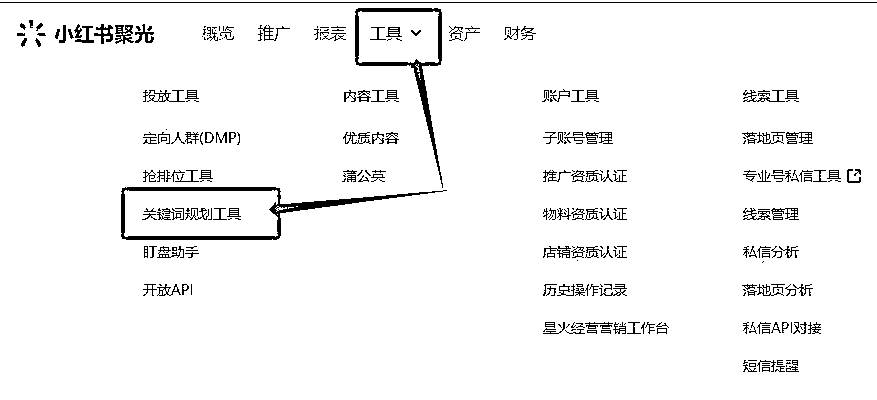 小红书聚光 概览 推广 报表 工具 资产 财务
投放工具 内容工具 账户工具 线索工具
定向人群(DMP) 优质内容 子账号管理 落地页管理
抢排位工具 蒲公英 推广资质认证 专业号私信工具
关键词规划工具 物料资质认证 线索管理
盯盘助手 店铺资质认证 私信分析
开放API 历史操作记录 落地页分析
星火经营营销工作台 私信API对接
短信提醒